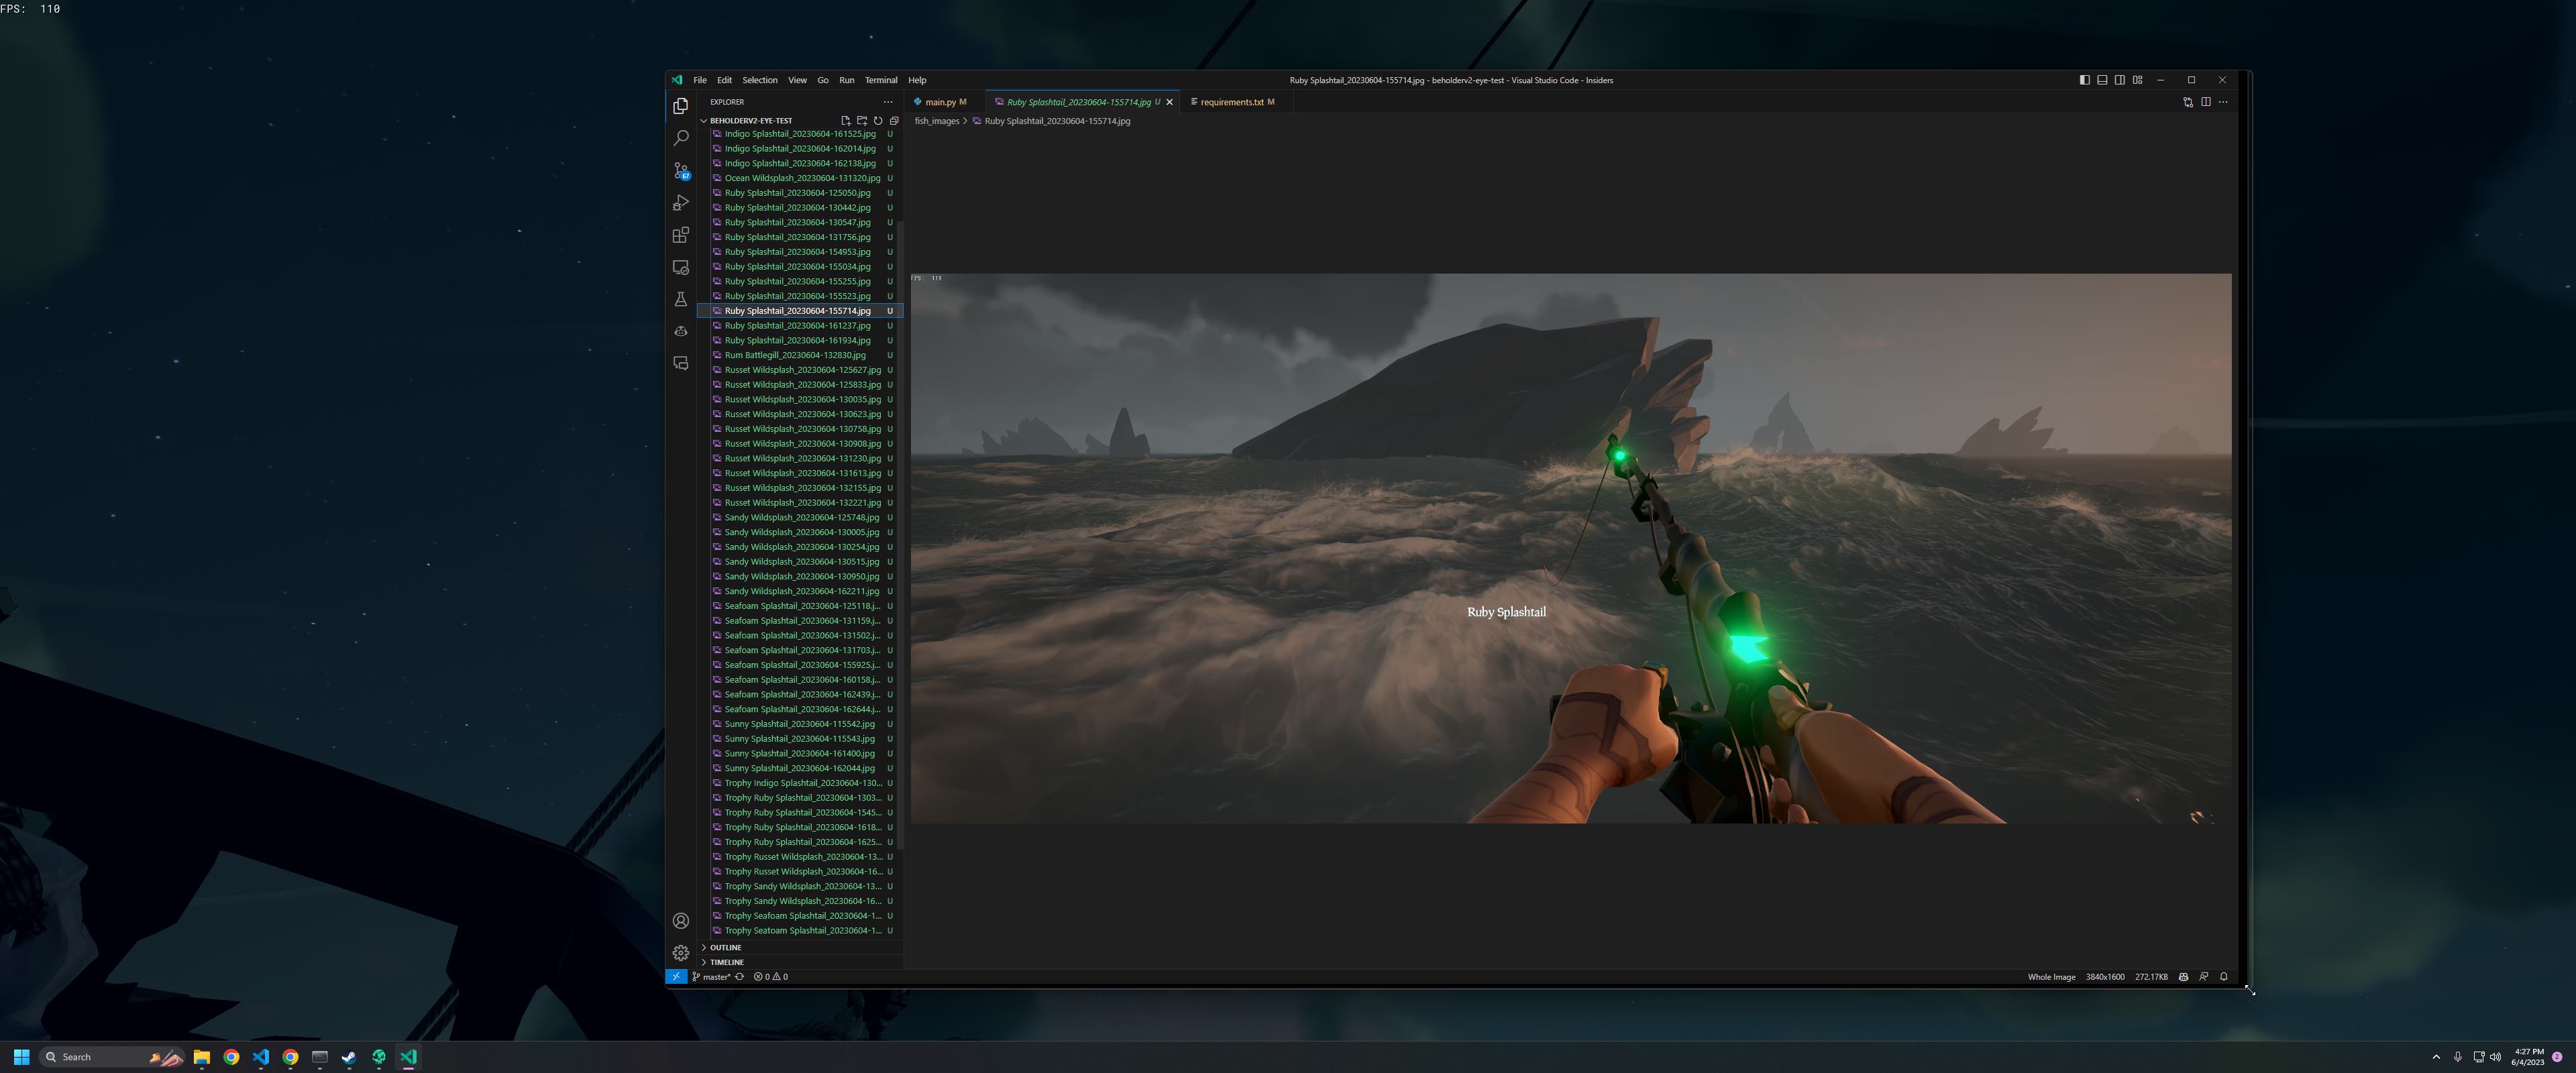 FPS: 110
File Edit Selection View Go Run Terminal Help
Ruby Splashtail_20230604-155714.jpg - beholderv2-eye-test - Visual Studio Code - Insiders
EXPLORER
main.py M
Ruby Splashtail_20230604-155714.jpg U
requirements.txt M
BEHOLDERV2-EYE-TEST
fish_images > Ruby Splashtail_20230604-155714.jpg
Indigo Splashtail_20230604-161525.jpg U
Indigo Splashtail_20230604-162014.jpg U
Indigo Splashtail_20230604-162138.jpg U
67
Ocean Wildsplash_20230604-131320.jpg U
Ruby Splashtail_20230604-125050.jpg U
Ruby Splashtail_20230604-130442.jpg U
Ruby Splashtail_20230604-130547.jpg U
Ruby Splashtail_20230604-131756.jpg U
Ruby Splashtail_20230604-154953.jpg U
Ruby Splashtail_20230604-155034.jpg U
Ruby Splashtail_20230604-155255.jpg U
Ruby Splashtail_20230604-155523.jpg U
Ruby Splashtail_20230604-155714.jpg U
Ruby Splashtail_20230604-161237.jpg U
Ruby Splashtail_20230604-161934.jpg U
Rum Battlegill_20230604-132830.jpg U
Russet Wildsplash_20230604-125627.jpg U
Russet Wildsplash_20230604-125833.jpg U
Russet Wildsplash_20230604-130035.jpg U
Russet Wildsplash_20230604-130623.jpg U
Russet Wildsplash_20230604-130758.jpg U
Russet Wildsplash_20230604-130908.jpg U
Russet Wildsplash_20230604-131230.jpg U
Russet Wildsplash_20230604-131613.jpg U
Russet Wildsplash_20230604-132155.jpg U
Russet Wildsplash_20230604-132221.jpg U
Sandy Wildsplash_20230604-125748.jpg U
Sandy Wildsplash_20230604-130005.jpg U
Sandy Wildsplash_20230604-130254.jpg U
Sandy Wildsplash_20230604-130515.jpg U
Sandy Wildsplash_20230604-130950.jpg U
Sandy Wildsplash_20230604-162211.jpg U
Seafoam Splashtail_20230604-125118.j... U
Seafoam Splashtail_20230604-131159.j... U
Seafoam Splashtail_20230604-131502.j... U
Seafoam Splashtail_20230604-131703.j... U
Seafoam Splashtail_20230604-155925.j... U
Seafoam Splashtail_20230604-160158.j... U
Seafoam Splashtail_20230604-162439.j... U
Seafoam Splashtail_20230604-162644.j... U
Sunny Splashtail_20230604-115542.jpg U
Sunny Splashtail_20230604-115543.jpg U
Sunny Splashtail_20230604-161400.jpg U
Sunny Splashtail_20230604-162044.jpg U
Trophy Indigo Splashtail_20230604-130... U
Trophy Ruby Splashtail_20230604-1303... U
Trophy Ruby Splashtail_20230604-1545... U
Trophy Ruby Splashtail_20230604-1618... U
Trophy Ruby Splashtail_20230604-1625... U
Trophy Russet Wildsplash_20230604-13... U
Trophy Russet Wildsplash_20230604-16... U
Trophy Sandy Wildsplash_20230604-13... U
Trophy Sandy Wildsplash_20230604-16... U
Trophy Seafoam Splashtail_20230604-1... U
Trophy Seafoam Splashtail_20230604-1... U
FPS: 119
Ruby Splashtail
OUTLINE
TIMELINE
master* 0 0
Whole Image 3840x1600 272.17KB
Search
4:27 PM
6/4/2023
2